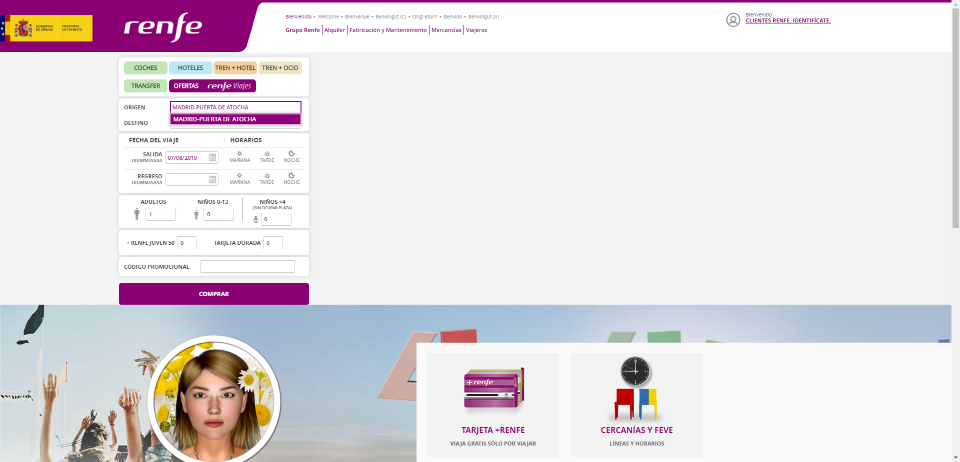 GOBIERNO DE ESPAÑA
MINISTERIO DE FOMENTO
renfe
Bienvenido • Welcome • Bienvenue • Benvingut (c) • Ongi etorri • Benvido • Benvingut (v)
Grupo Renfe | Alquiler | Fabricación y Mantenimiento | Mercancías | Viajeros
Bienvenido
CLIENTES RENFE. IDENTIFÍCATE.
COCHES
HOTELES
TREN + HOTEL
TREN + OCIO
TRANSFER
OFERTAS renfe Viajes
ORIGEN
MADRID-PUERTA DE ATOCHA
MADRID-PUERTA DE ATOCHA
DESTINO
FECHA DEL VIAJE
HORARIOS
SALIDA
DD/MM/AAAA
07/08/2019
MAÑANA
TARDE
NOCHE
REGRESO
DD/MM/AAAA
MAÑANA
TARDE
NOCHE
ADULTOS
1
NIÑOS 0-13
0
NIÑOS <4
(SIN OCUPAR PLAZA)
0
+ RENFE JOVEN 50
0
TARJETA DORADA
0
CÓDIGO PROMOCIONAL
COMPRAR
+renfe
TARJETA +RENFE
VIAJA GRATIS SÓLO POR VIAJAR
CERCANÍAS Y FEVE
LÍNEAS Y HORARIOS